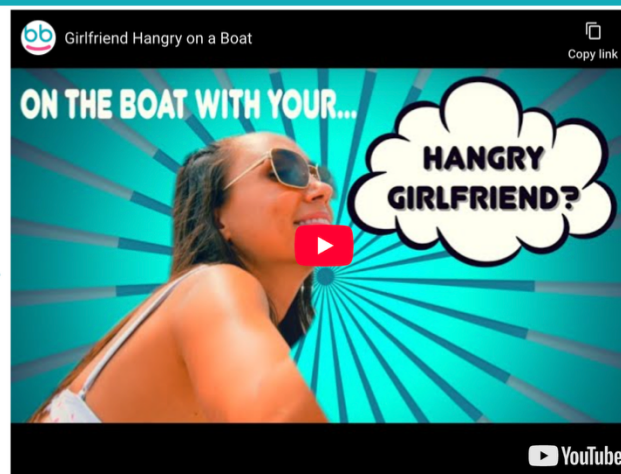 bb
Girlfriend Hangry on a Boat
Copy link
ON THE BOAT WITH YOUR...
HANGRY
GIRLFRIEND?
YouTube